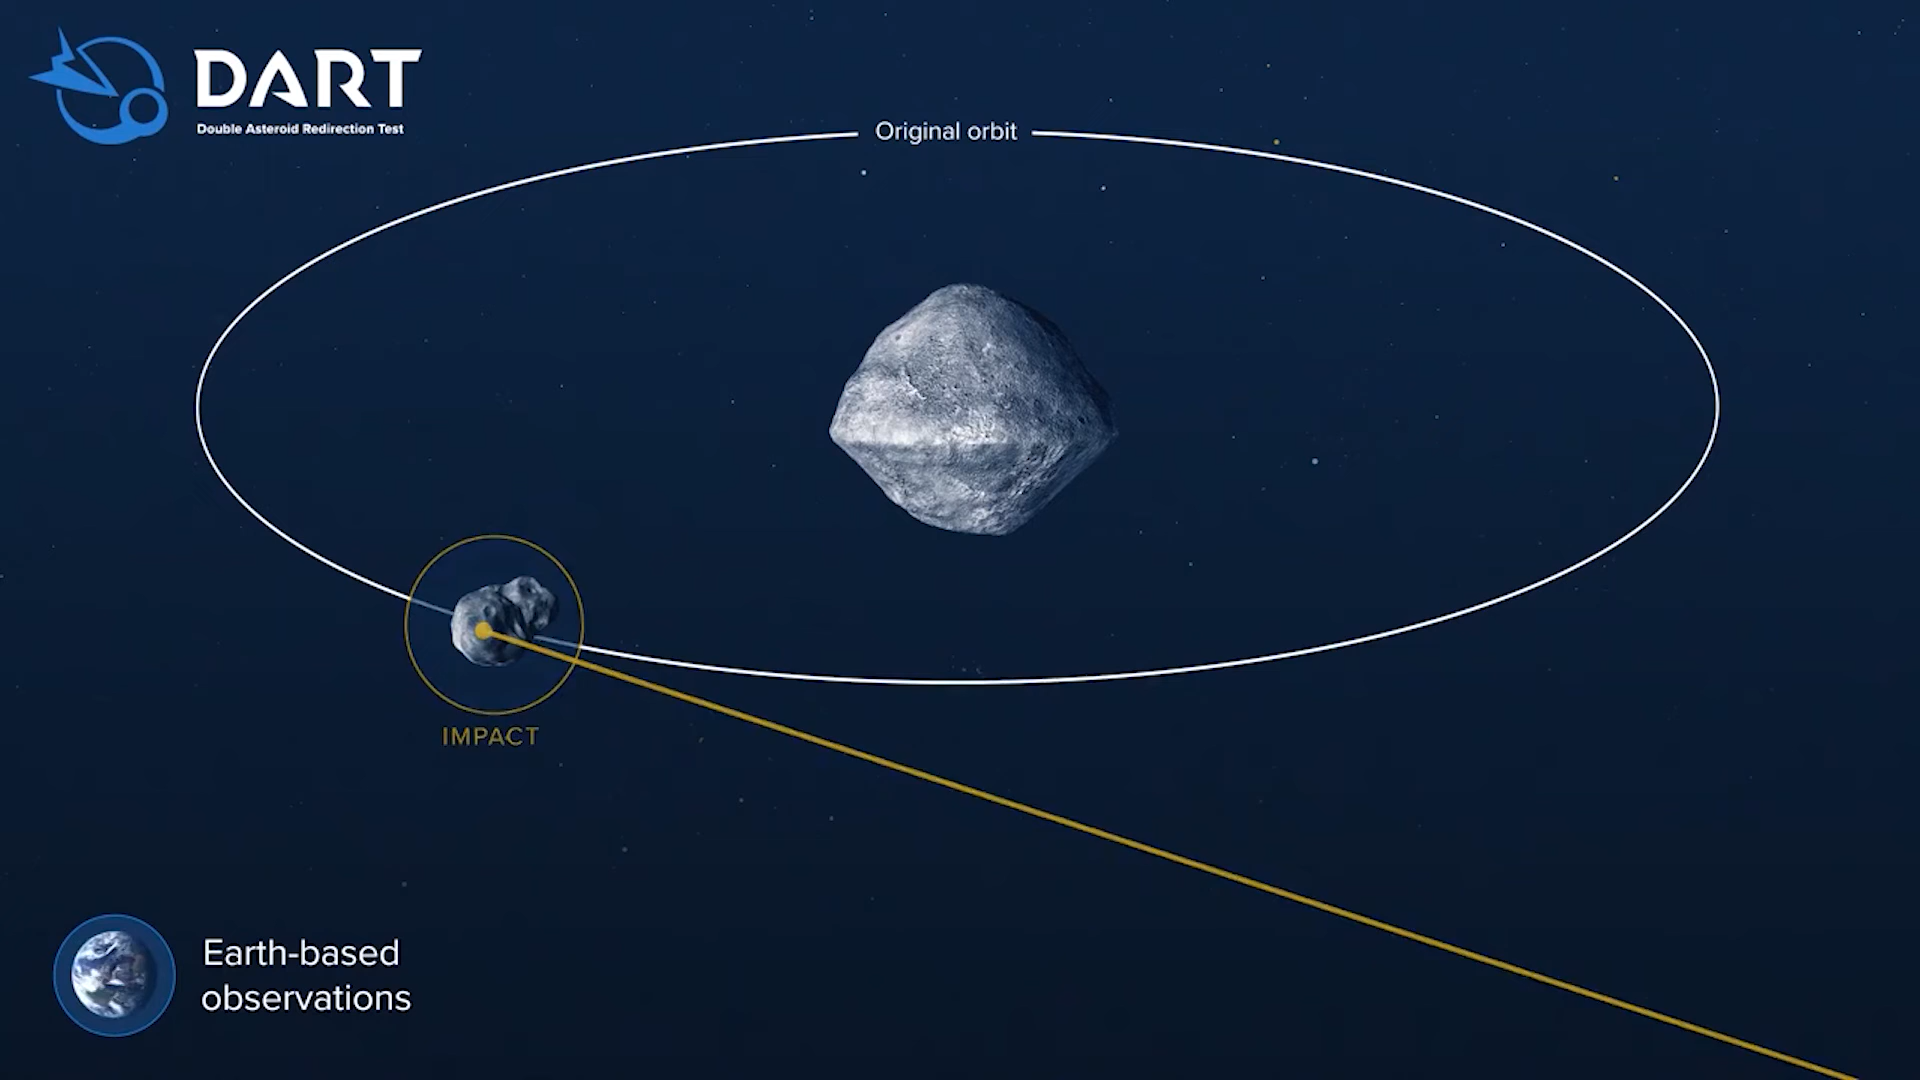 DART
Double Asteroid Redirection Test
Original orbit
IMPACT
Earth-based
observations